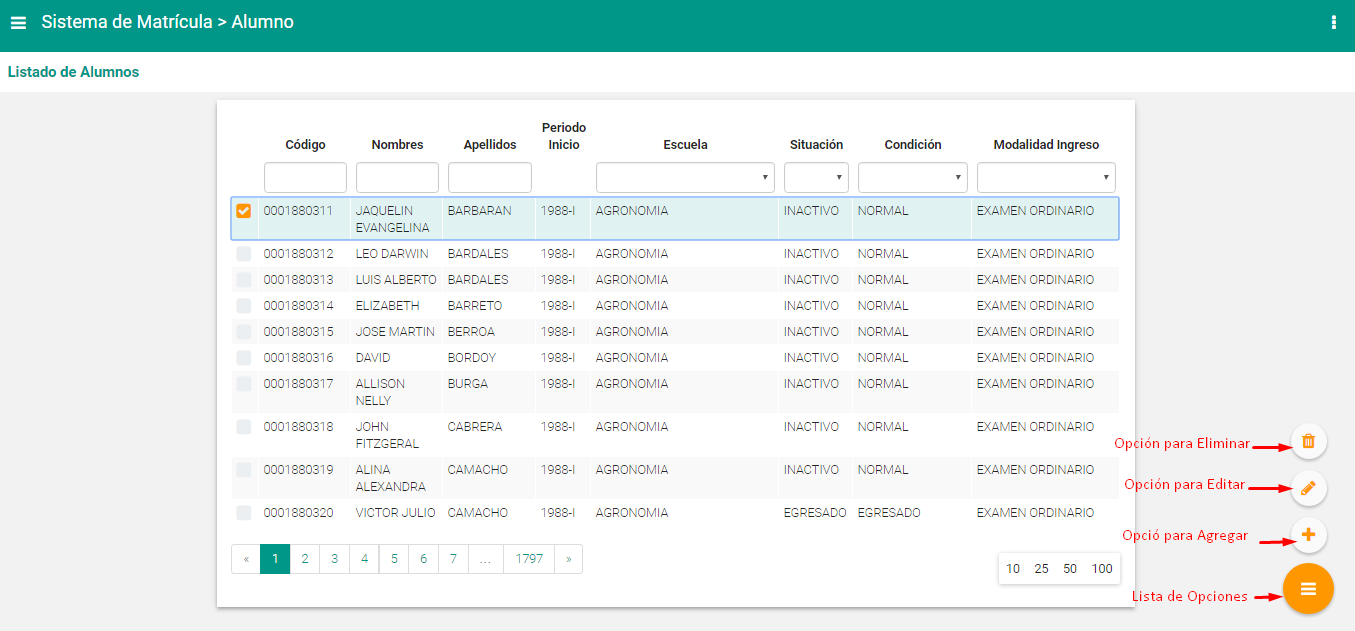 Sistema de Matrícula > Alumno
Listado de Alumnos
Código Nombres Apellidos Periodo Inicio Escuela Situación Condición Modalidad Ingreso
0001880311 JAQUELIN EVANGELINA BARBARAN 1988-I AGRONOMIA INACTIVO NORMAL EXAMEN ORDINARIO
0001880312 LEO DARWIN BARDALES 1988-I AGRONOMIA INACTIVO NORMAL EXAMEN ORDINARIO
0001880313 LUIS ALBERTO BARDALES 1988-I AGRONOMIA INACTIVO NORMAL EXAMEN ORDINARIO
0001880314 ELIZABETH BARRETO 1988-I AGRONOMIA INACTIVO NORMAL EXAMEN ORDINARIO
0001880315 JOSE MARTIN BERROA 1988-I AGRONOMIA INACTIVO NORMAL EXAMEN ORDINARIO
0001880316 DAVID BORDOY 1988-I AGRONOMIA INACTIVO NORMAL EXAMEN ORDINARIO
0001880317 ALLISON NELLY BURGA 1988-I AGRONOMIA INACTIVO NORMAL EXAMEN ORDINARIO
0001880318 JOHN FITZGERAL CABRERA 1988-I AGRONOMIA INACTIVO NORMAL EXAMEN ORDINARIO
0001880319 ALINA ALEXANDRA CAMACHO 1988-I AGRONOMIA INACTIVO NORMAL EXAMEN ORDINARIO
0001880320 VICTOR JULIO CAMACHO 1988-I AGRONOMIA EGRESADO EGRESADO EXAMEN ORDINARIO
« 1 2 3 4 5 6 7 ... 1797 »
10 25 50 100
Opción para Eliminar
Opción para Editar
Opció para Agregar
Lista de Opciones